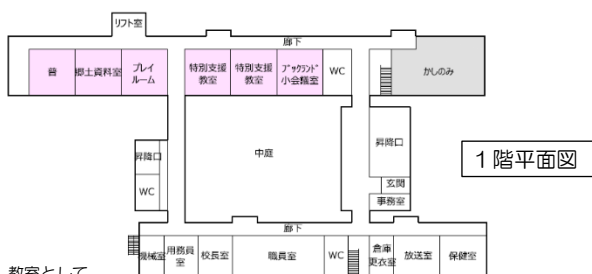 リフト室
廊下
普
郷土資料室
プレイ
ルーム
特別支援
教室
特別支援
教室
ブックランド
小会議室
WC
かしのみ
昇降口
WC
中庭
昇降口
玄関
事務室
1階平面図
廊下
機械室
用務員
室
校長室
職員室
WC
倉庫
更衣室
放送室
保健室
教室として